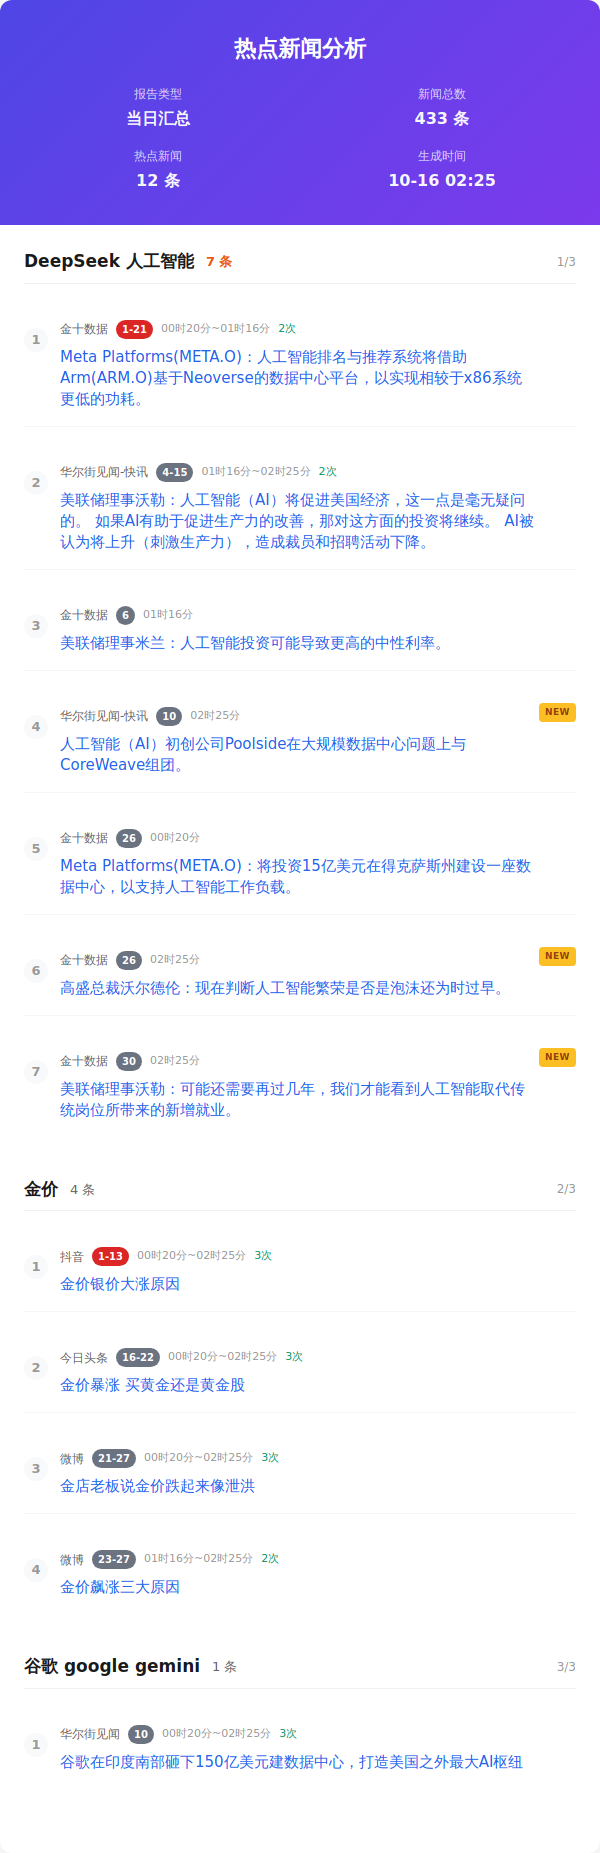 热点新闻分析
报告类型
新闻总数
当日汇总
433 条
热点新闻
生成时间
12 条
10-16 02:25
DeepSeek 人工智能 7 条 1/3
1
金十数据 1-21 00时20分~01时16分 2次
Meta Platforms(META.O)：人工智能排名与推荐系统将借助
Arm(ARM.O)基于Neoverse的数据中心平台，以实现相较于x86系统
更低的功耗。
2
华尔街见闻-快讯 4-15 01时16分~02时25分 2次
美联储理事沃勒：人工智能（AI）将促进美国经济，这一点是毫无疑问
的。 如果AI有助于促进生产力的改善，那对这方面的投资将继续。 AI被
认为将上升（刺激生产力），造成裁员和招聘活动下降。
3
金十数据 6 01时16分
美联储理事米兰：人工智能投资可能导致更高的中性利率。
4
华尔街见闻-快讯 10 02时25分 NEW
人工智能（AI）初创公司Poolside在大规模数据中心问题上与
CoreWeave组团。
5
金十数据 26 00时20分
Meta Platforms(META.O)：将投资15亿美元在得克萨斯州建设一座数
据中心，以支持人工智能工作负载。
6
金十数据 26 02时25分 NEW
高盛总裁沃尔德伦：现在判断人工智能繁荣是否是泡沫还为时过早。
7
金十数据 30 02时25分 NEW
美联储理事沃勒：可能还需要再过几年，我们才能看到人工智能取代传
统岗位所带来的新增就业。
金价 4 条 2/3
1
抖音 1-13 00时20分~02时25分 3次
金价银价大涨原因
2
今日头条 16-22 00时20分~02时25分 3次
金价暴涨 买黄金还是黄金股
3
微博 21-27 00时20分~02时25分 3次
金店老板说金价跌起来像泄洪
4
微博 23-27 01时16分~02时25分 2次
金价飙涨三大原因
谷歌 google gemini 1 条 3/3
1
华尔街见闻 10 00时20分~02时25分 3次
谷歌在印度南部砸下150亿美元建数据中心，打造美国之外最大AI枢纽